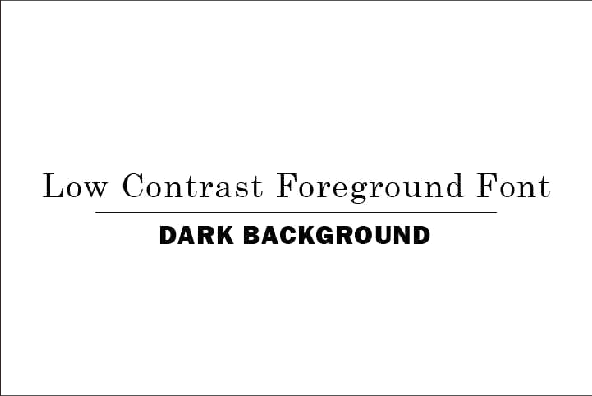 Low Contrast Foreground Font
DARK BACKGROUND